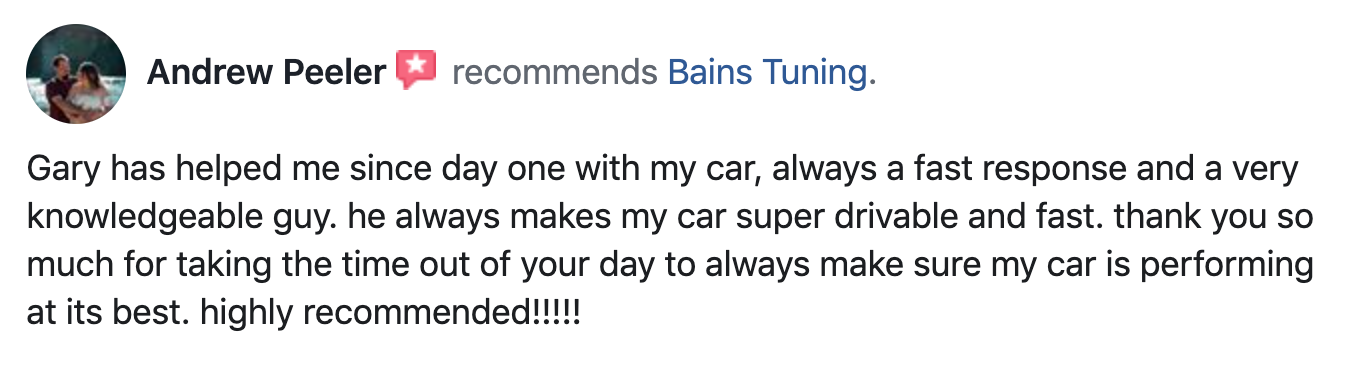 Andrew Peeler recommends Bains Tuning.
Gary has helped me since day one with my car, always a fast response and a very
knowledgeable guy. he always makes my car super drivable and fast. thank you so
much for taking the time out of your day to always make sure my car is performing
at its best. highly recommended!!!!!